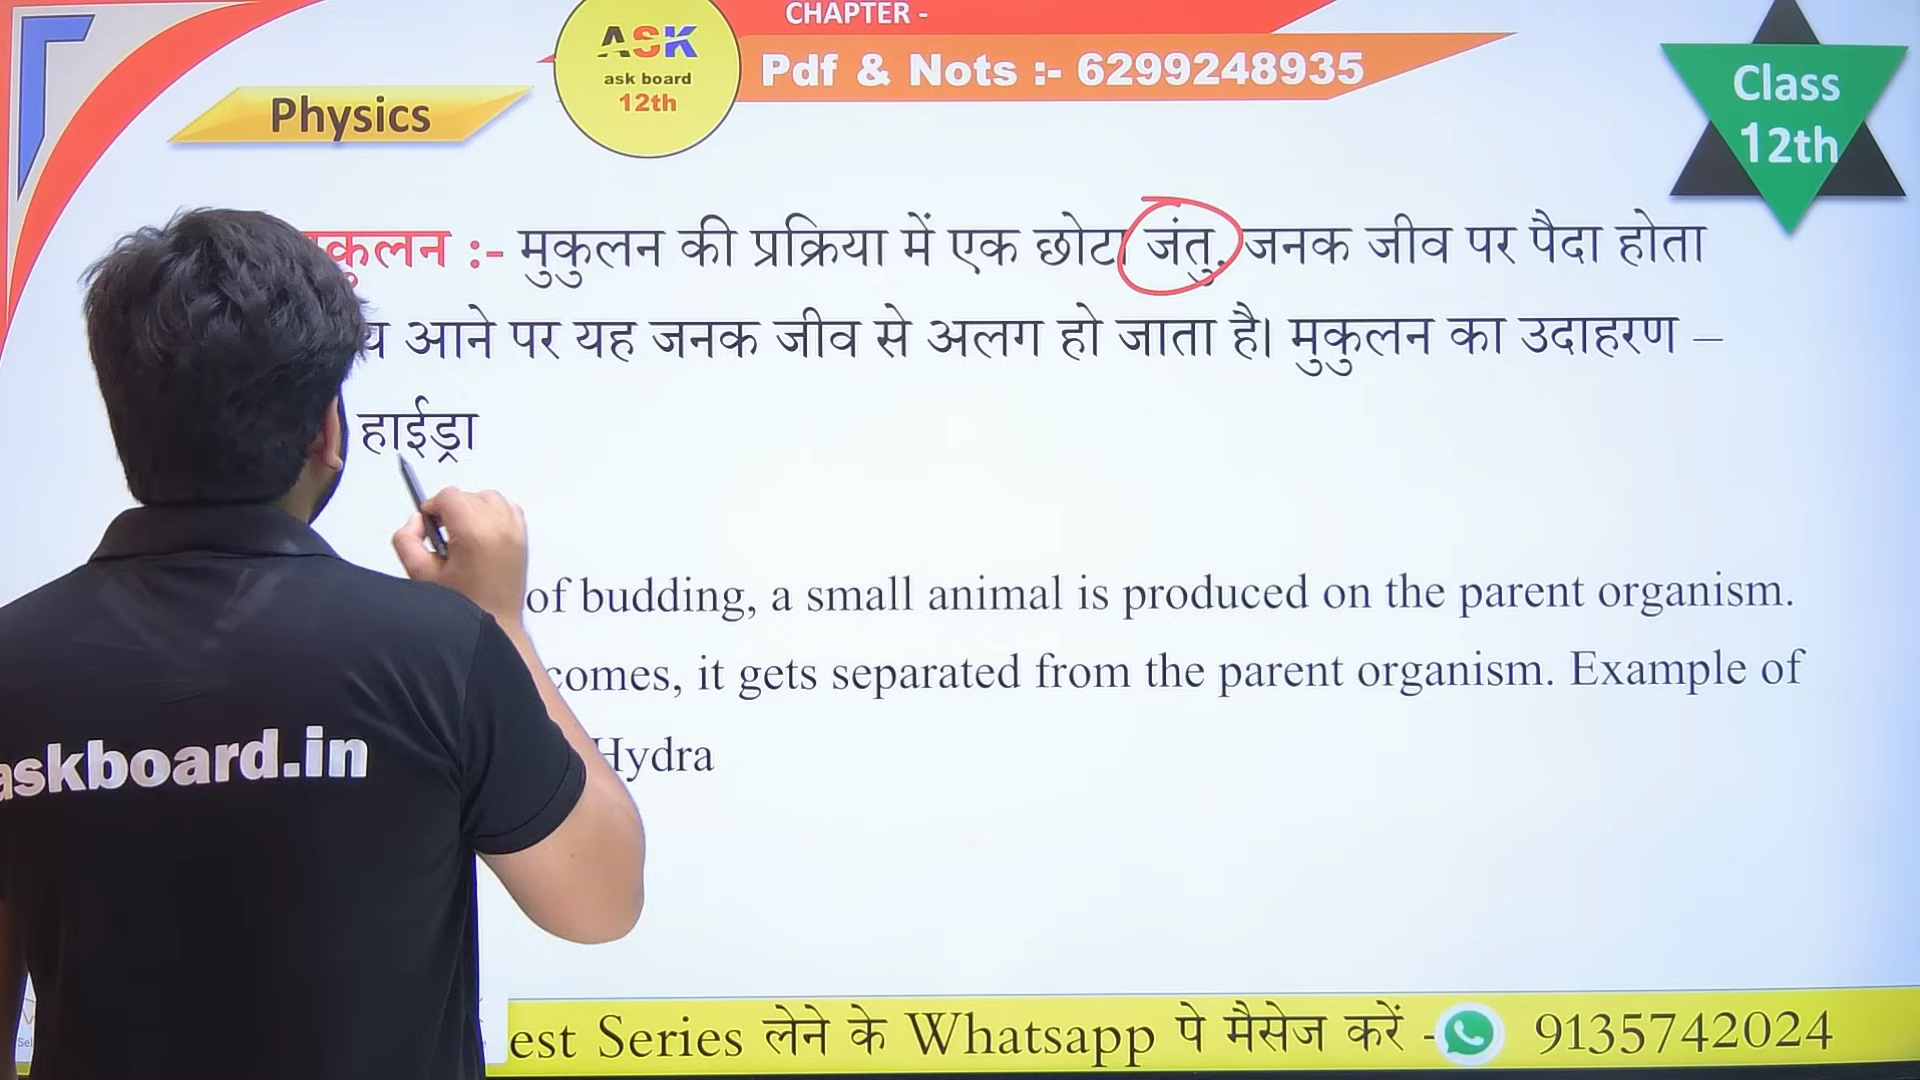 CHAPTER -
ASK
ask board
12th
Pdf & Nots :- 6299248935
Physics
Class
12th
:- मुकुलन की प्रक्रिया में एक छोटा जंतु, जनक जीव पर पैदा होता
आने पर यह जनक जीव से अलग हो जाता है। मुकुलन का उदाहरण –
हाईड्रा
of budding, a small animal is produced on the parent organism.
comes, it gets separated from the parent organism. Example of
Hydra
askboard.in
est Series लेने के Whatsapp पे मैसेज करें - 9135742024